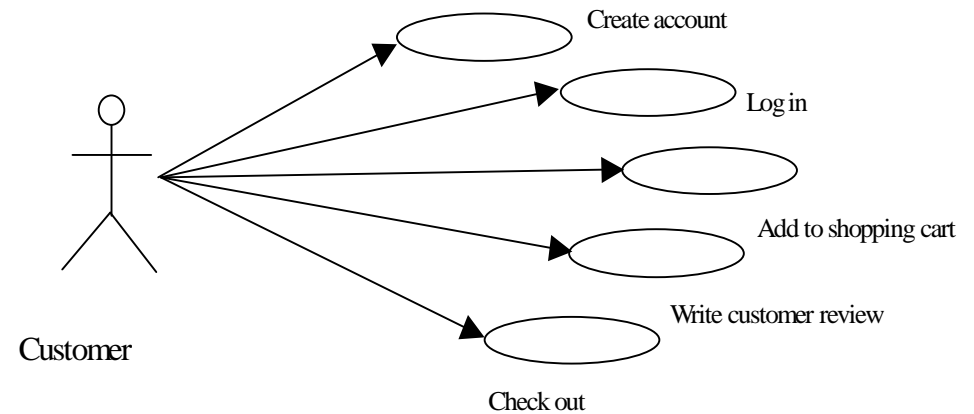 Create account
Log in
Add to shopping cart
Write customer review
Customer
Check out